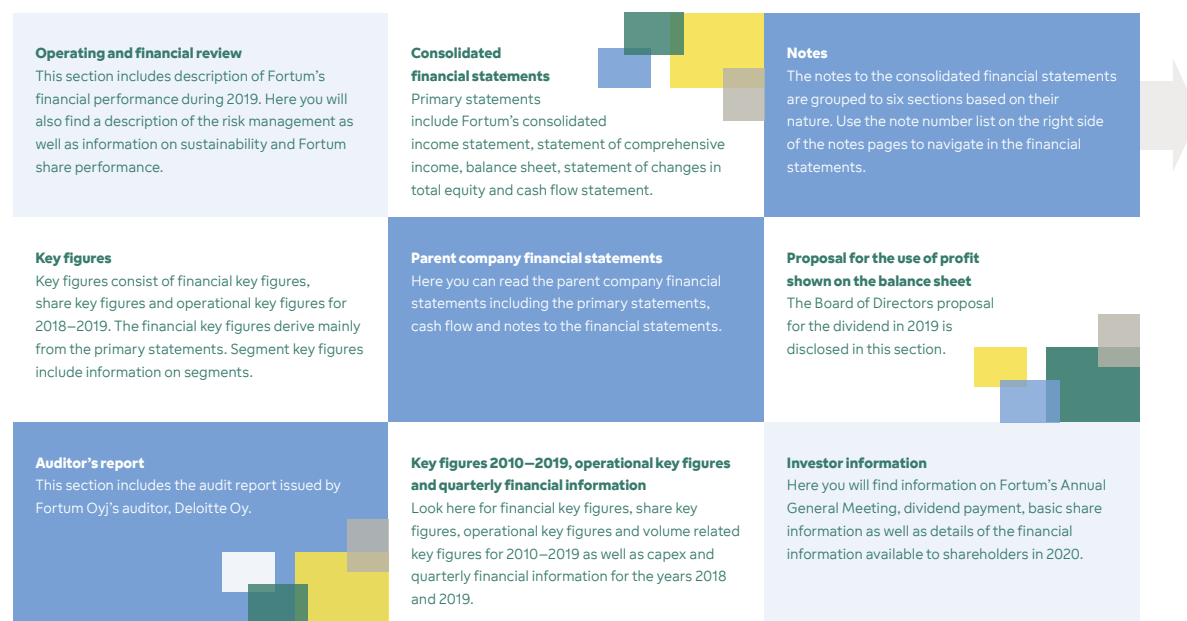 Operating and financial review
This section includes description of Fortum’s
financial performance during 2019. Here you will
also find a description of the risk management as
well as information on sustainability and Fortum
share performance.
Consolidated
financial statements
Primary statements
include Fortum’s consolidated
income statement, statement of comprehensive
income, balance sheet, statement of changes in
total equity and cash flow statement.
Notes
The notes to the consolidated financial statements
are grouped to six sections based on their
nature. Use the note number list on the right side
of the notes pages to navigate in the financial
statements.
Key figures
Key figures consist of financial key figures,
share key figures and operational key figures for
2018–2019. The financial key figures derive mainly
from the primary statements. Segment key figures
include information on segments.
Parent company financial statements
Here you can read the parent company financial
statements including the primary statements,
cash flow and notes to the financial statements.
Proposal for the use of profit
shown on the balance sheet
The Board of Directors proposal
for the dividend in 2019 is
disclosed in this section.
Auditor’s report
This section includes the audit report issued by
Fortum Oyj’s auditor, Deloitte Oy.
Key figures 2010–2019, operational key figures
and quarterly financial information
Look here for financial key figures, share key
figures, operational key figures and volume related
key figures for 2010–2019 as well as capex and
quarterly financial information for the years 2018
and 2019.
Investor information
Here you will find information on Fortum’s Annual
General Meeting, dividend payment, basic share
information as well as details of the financial
information available to shareholders in 2020.